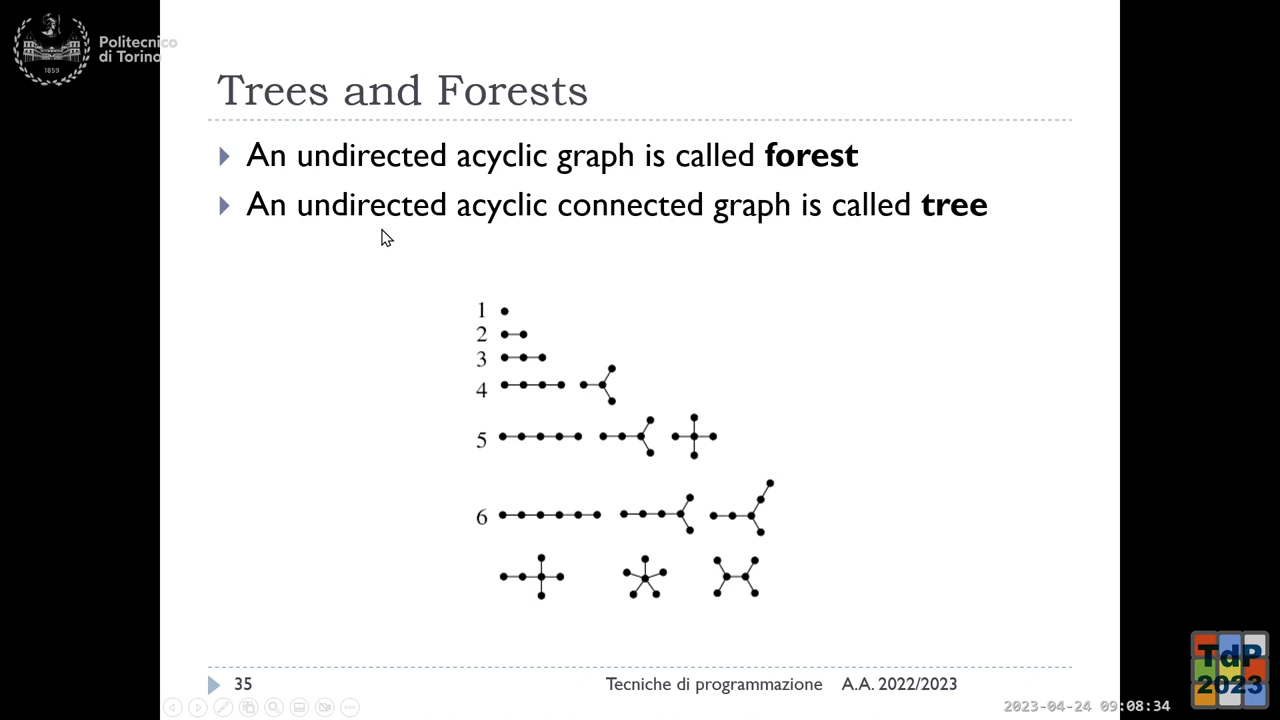 Politecnico
di Torino
1859
Trees and Forests
An undirected acyclic graph is called forest
An undirected acyclic connected graph is called tree
1
2
3
4
5
6
35
Tecniche di programmazione A.A. 2022/2023
TdP
2023
2023-04-24 09:08:34